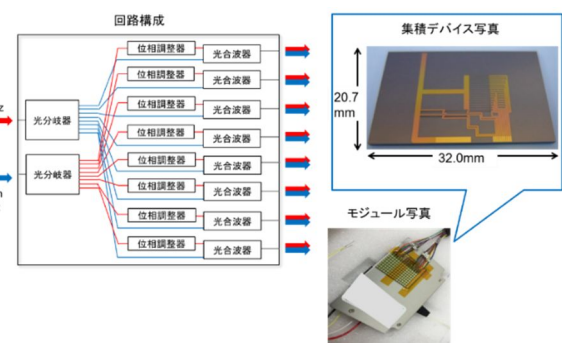 回路構成
集積デバイス写真
位相調整器
光合波器
位相調整器
光合波器
位相調整器
光合波器
z
光分岐器
20.7
mm
位相調整器
光合波器
32.0mm
位相調整器
光合波器
光分岐器
位相調整器
光合波器
モジュール写真
位相調整器
光合波器
位相調整器
光合波器